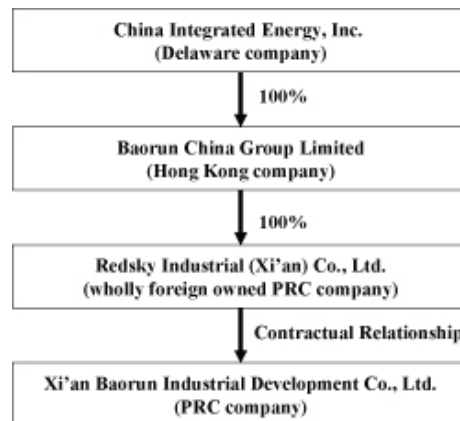 China Integrated Energy, Inc.
(Delaware company)
100%
Baorun China Group Limited
(Hong Kong company)
100%
Redsky Industrial (Xi'an) Co., Ltd.
(wholly foreign owned PRC company)
Contractual Relationship
Xi'an Baorun Industrial Development Co., Ltd.
(PRC company)